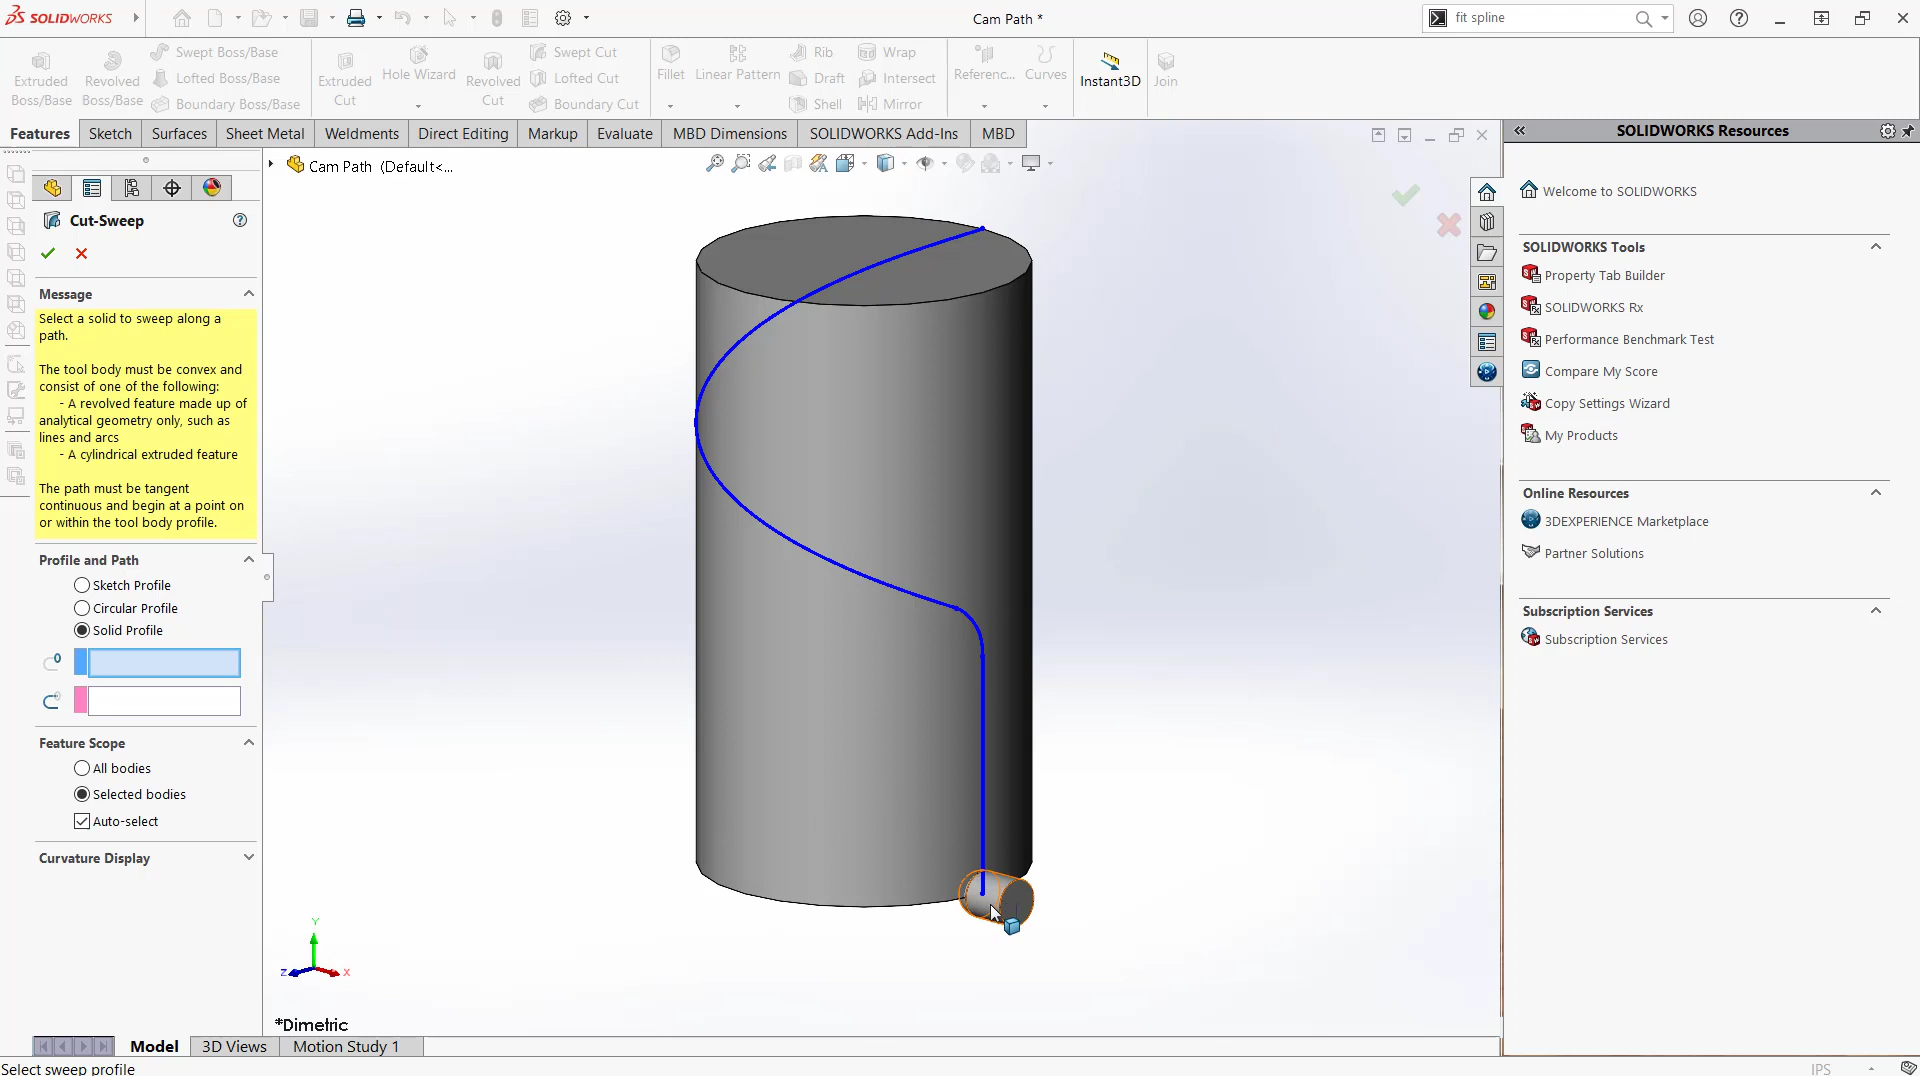 SOLIDWORKS
Cam Path *
fit spline
Extruded Boss/Base
Revolved Boss/Base
Swept Boss/Base
Lofted Boss/Base
Boundary Boss/Base
Extruded Cut
Hole Wizard
Revolved Cut
Swept Cut
Lofted Cut
Boundary Cut
Fillet
Linear Pattern
Rib
Draft
Shell
Wrap
Intersect
Mirror
Referenc...
Curves
Instant3D
Join
Features
Sketch
Surfaces
Sheet Metal
Weldments
Direct Editing
Markup
Evaluate
MBD Dimensions
SOLIDWORKS Add-Ins
MBD
Cam Path (Default<...
Cut-Sweep
Message
Select a solid to sweep along a
path.
The tool body must be convex and
consist of one of the following:
- A revolved feature made up of
analytical geometry only, such as
lines and arcs
- A cylindrical extruded feature
The path must be tangent
continuous and begin at a point on
or within the tool body profile.
Profile and Path
Sketch Profile
Circular Profile
Solid Profile
Feature Scope
All bodies
Selected bodies
Auto-select
Curvature Display
Y
Z
X
*Dimetric
Model
3D Views
Motion Study 1
Select sweep profile
IPS
SOLIDWORKS Resources
Welcome to SOLIDWORKS
SOLIDWORKS Tools
Property Tab Builder
SOLIDWORKS Rx
Performance Benchmark Test
Compare My Score
Copy Settings Wizard
My Products
Online Resources
3DEXPERIENCE Marketplace
Partner Solutions
Subscription Services
Subscription Services